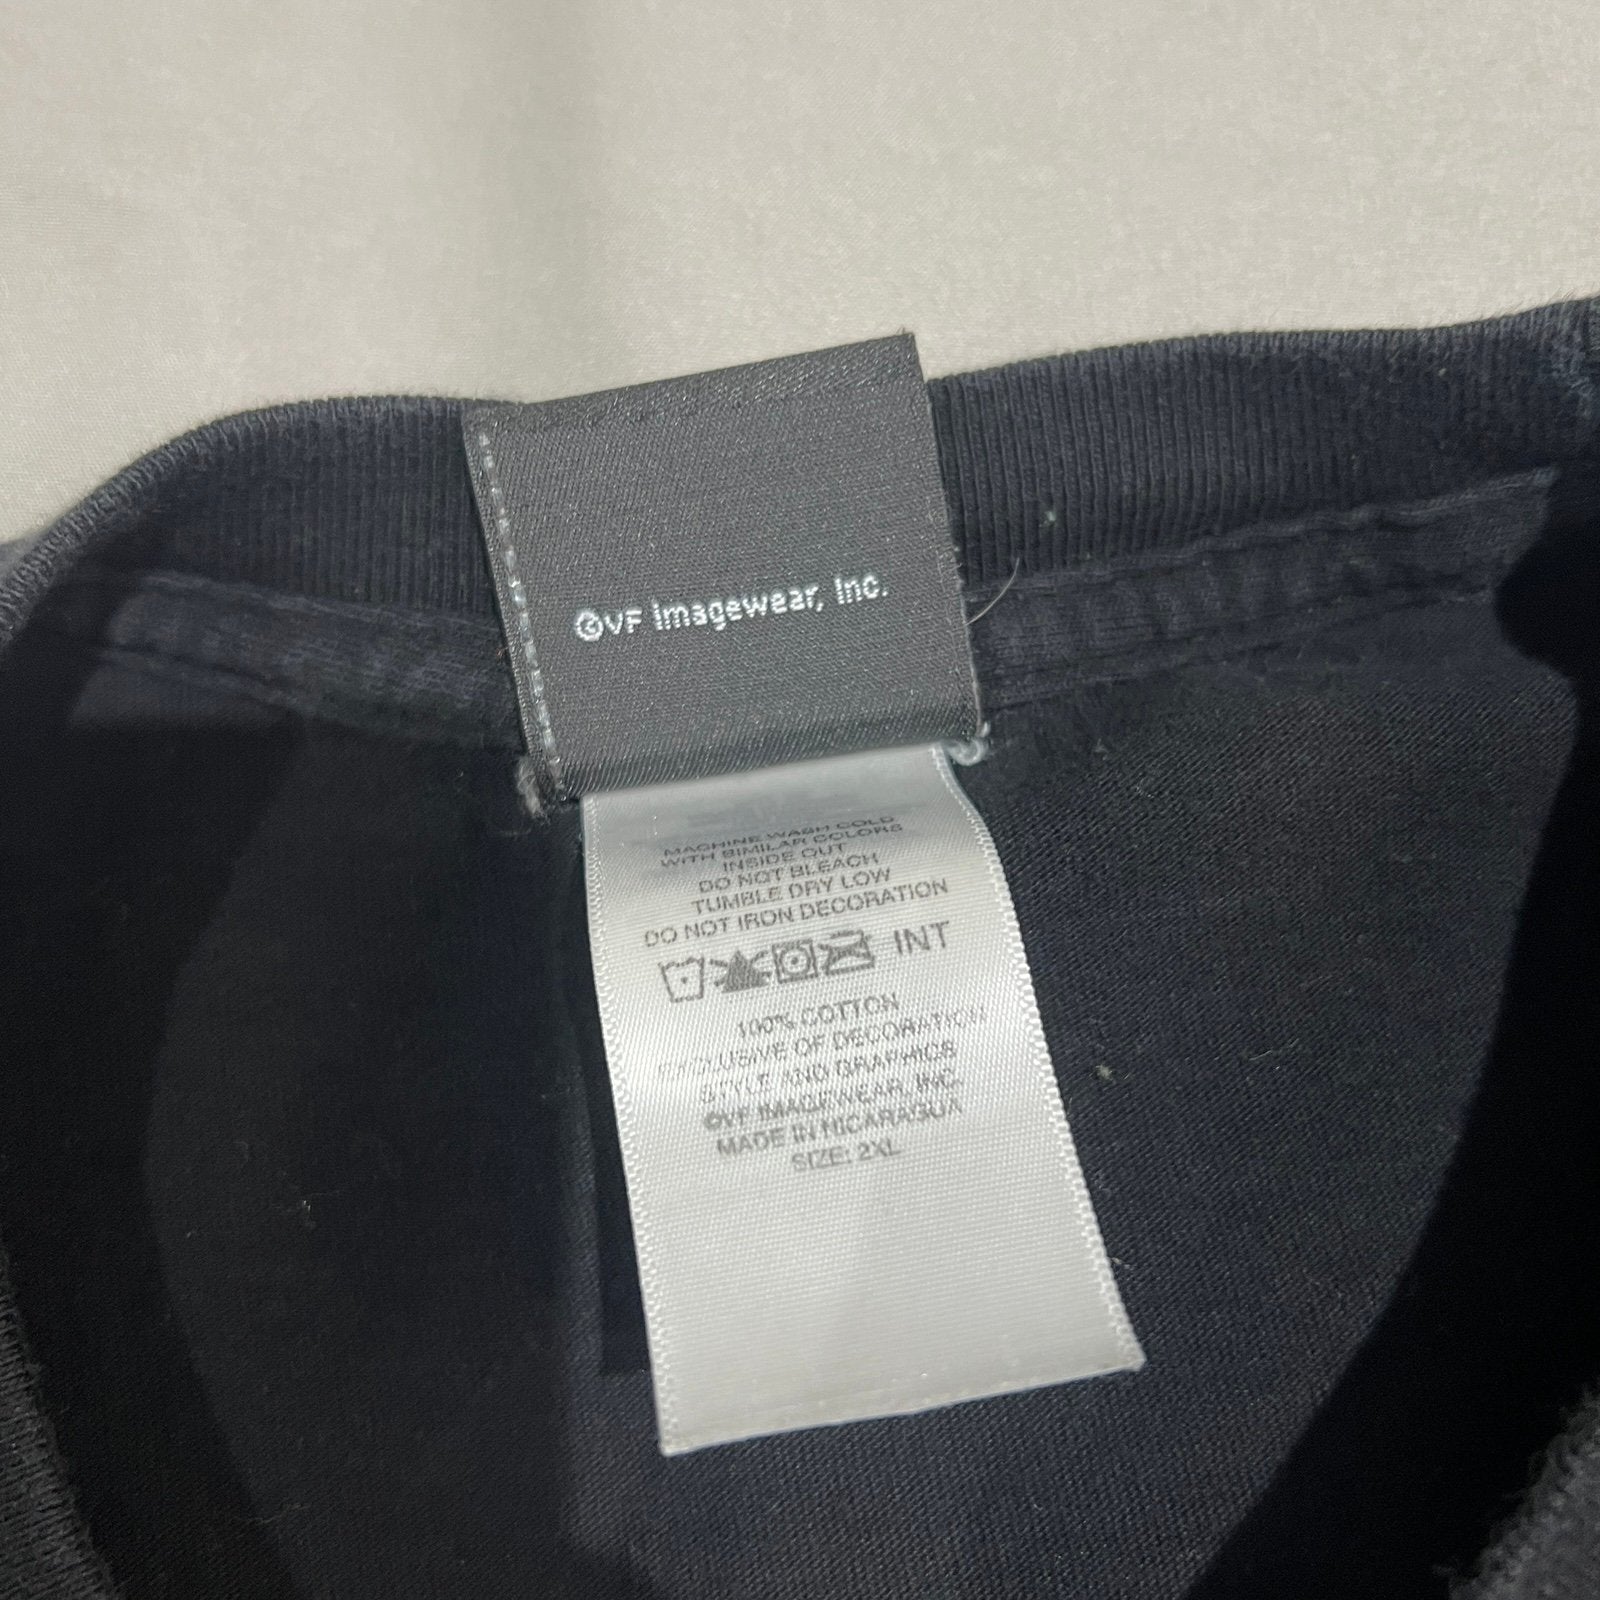 ©VF Imagewear, Inc.
MACHINE WASH COLD
WITH SIMILAR COLORS
INSIDE OUT
DO NOT BLEACH
TUMBLE DRY LOW
DO NOT IRON DECORATION
INT
100% COTTON
EXCLUSIVE OF DECORATION
STYLE AND GRAPHICS
©VF IMAGEWEAR, INC.
MADE IN NICARAGUA
SIZE: 2XL